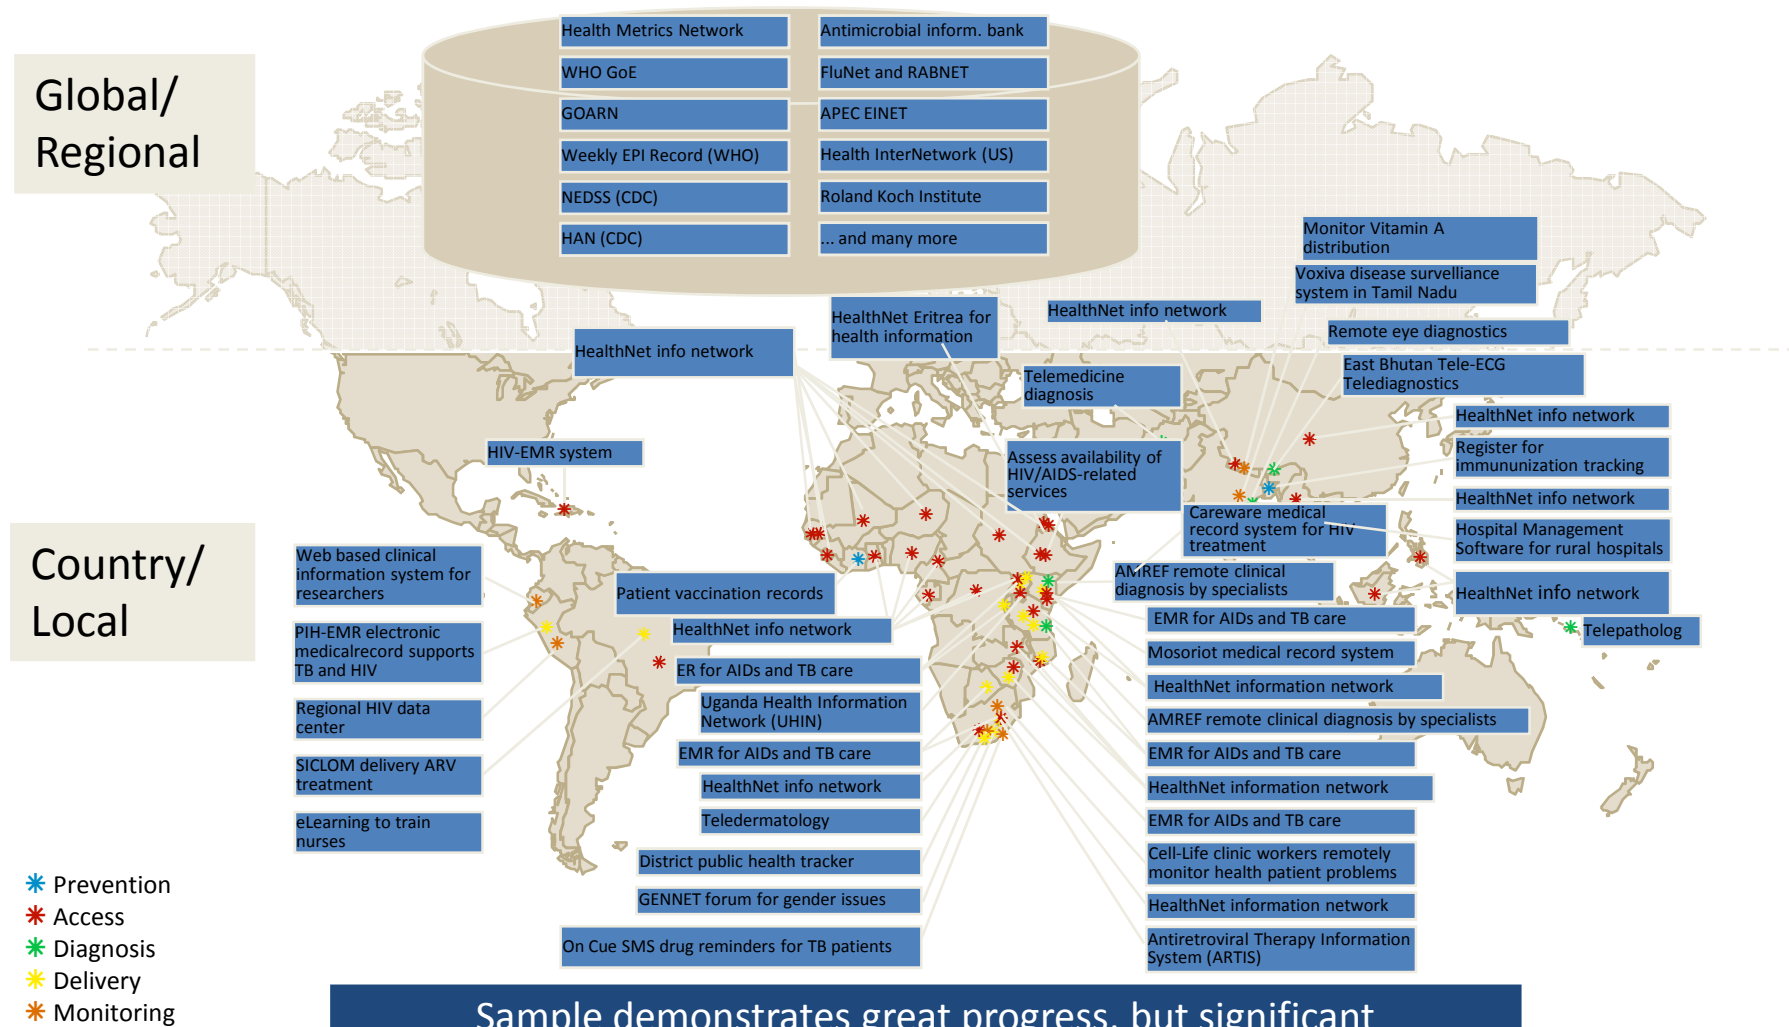 Global/
Regional
Health Metrics Network
WHO GoE
GOARN
Weekly EPI Record (WHO)
NEDSS (CDC)
HAN (CDC)
Antimicrobial inform. bank
FluNet and RABNET
APEC EINET
Health InterNetwork (US)
Roland Koch Institute
... and many more
Monitor Vitamin A
distribution
Voxiva disease survelliance
system in Tamil Nadu
HealthNet Eritrea for
health information
HealthNet info network
Remote eye diagnostics
HealthNet info network
East Bhutan Tele-ECG
Telediagnostics
Telemedicine
diagnosis
HealthNet info network
HIV-EMR system
Assess availability of
HIV/AIDS-related
services
Register for
immununization tracking
HealthNet info network
Careware medical
record system for HIV
treatment
Hospital Management
Software for rural hospitals
Country/
Local
Web based clinical
information system for
researchers
Patient vaccination records
AMREF remote clinical
diagnosis by specialists
HealthNet info network
HealthNet info network
EMR for AIDs and TB care
Telepatholog
PIH-EMR electronic
medicalrecord supports
TB and HIV
ER for AIDs and TB care
Mosoriot medical record system
HealthNet information network
Regional HIV data
center
Uganda Health Information
Network (UHIN)
AMREF remote clinical diagnosis by specialists
EMR for AIDs and TB care
EMR for AIDs and TB care
SICLOM delivery ARV
treatment
HealthNet info network
HealthNet information network
eLearning to train
nurses
Teledermatology
EMR for AIDs and TB care
District public health tracker
Cell-Life clinic workers remotely
monitor health patient problems
GENNET forum for gender issues
HealthNet information network
On Cue SMS drug reminders for TB patients
Antiretroviral Therapy Information
System (ARTIS)
Prevention
Access
Diagnosis
Delivery
Monitoring
Sample demonstrates great progress, but significant